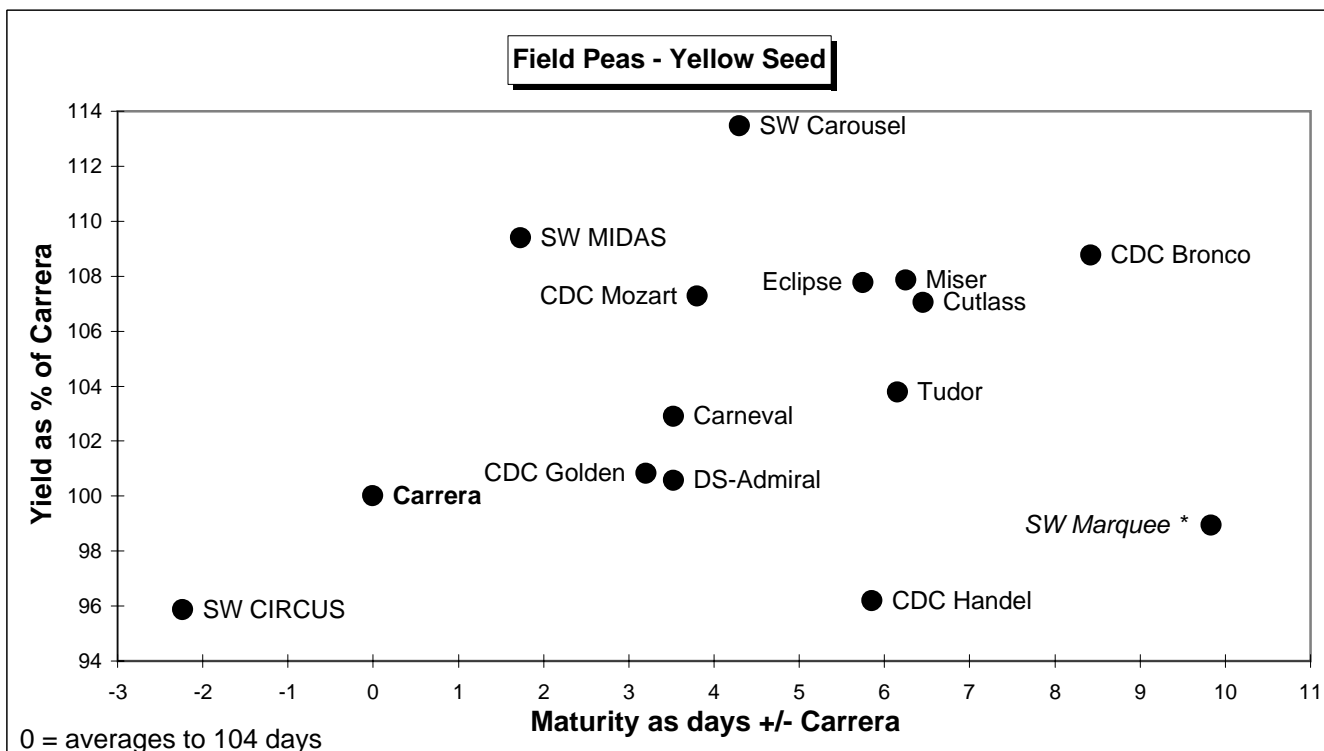 Field Peas - Yellow Seed
Yield as % of Carrera
114
112
110
108
106
104
102
100
98
96
94
SW Carousel
SW MIDAS
CDC Bronco
Eclipse
Miser
CDC Mozart
Cutlass
Tudor
Carneval
CDC Golden
DS-Admiral
Carrera
SW Marquee *
SW CIRCUS
CDC Handel
-3 -2 -1 0 1 2 3 4 5 6 7 8 9 10 11
Maturity as days +/- Carrera
0 = averages to 104 days